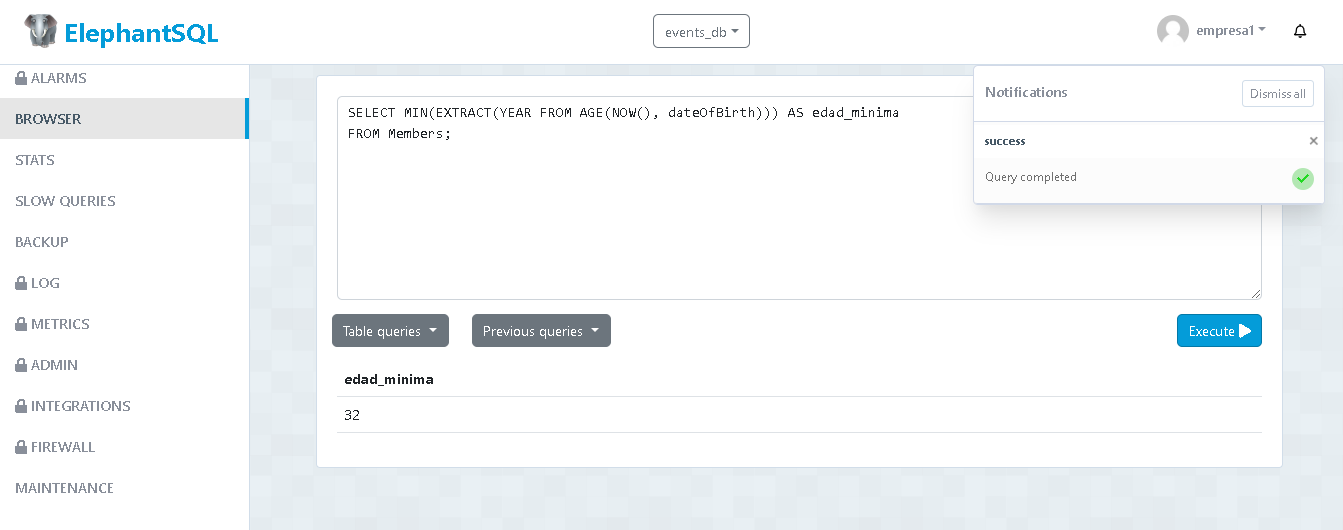 ElephantSQL
events_db
empresa1
ALARMS
BROWSER
STATS
SLOW QUERIES
BACKUP
LOG
METRICS
ADMIN
INTEGRATIONS
FIREWALL
MAINTENANCE
SELECT MIN(EXTRACT(YEAR FROM AGE(NOW(), dateOfBirth))) AS edad_minima
FROM Members;
Notifications
Dismiss all
success
×
Query completed
Table queries
Previous queries
Execute
edad_minima
32